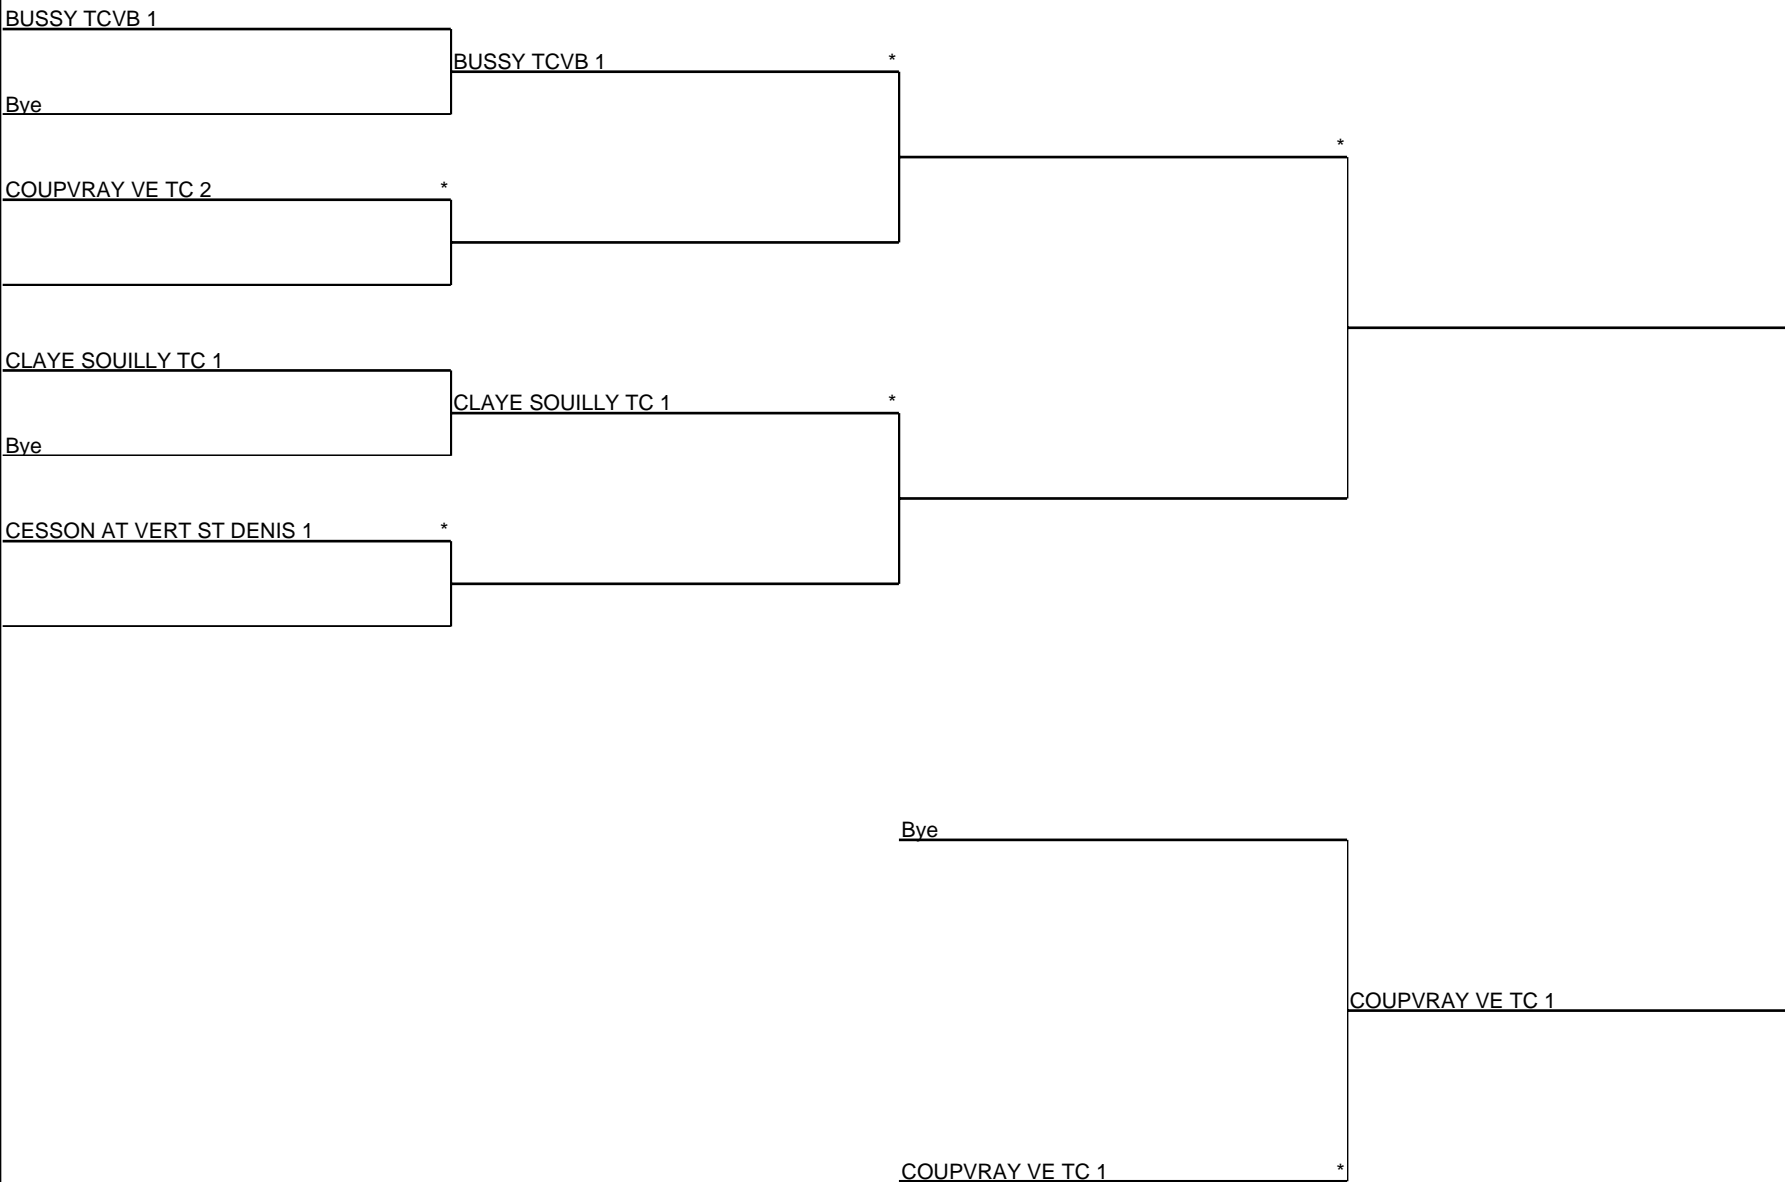 BUSSY TCVB 1
BUSSY TCVB 1 *
Bye
*
COUPVRAY VE TC 2 *
CLAYE SOUILLY TC 1
CLAYE SOUILLY TC 1 *
Bye
CESSON AT VERT ST DENIS 1 *
Bye
COUPVRAY VE TC 1
COUPVRAY VE TC 1 *